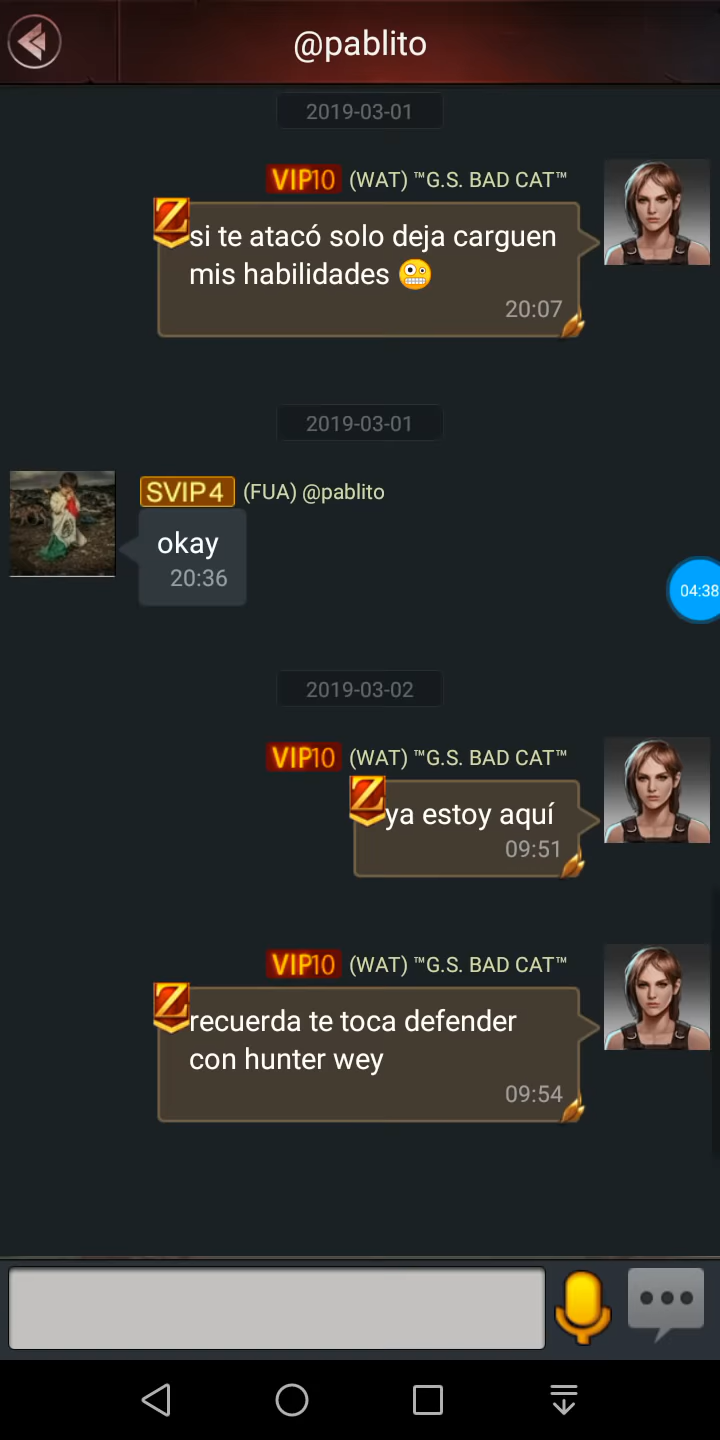 @pablito
2019-03-01
VIP10 (WAT) ™G.S. BAD CAT™
Z
si te atacó solo deja carguen
mis habilidades
20:07
2019-03-01
SVIP4 (FUA) @pablito
okay
20:36
04:38
2019-03-02
VIP10 (WAT) ™G.S. BAD CAT™
Z
ya estoy aquí
09:51
VIP10 (WAT) ™G.S. BAD CAT™
Z
recuerda te toca defender
con hunter wey
09:54